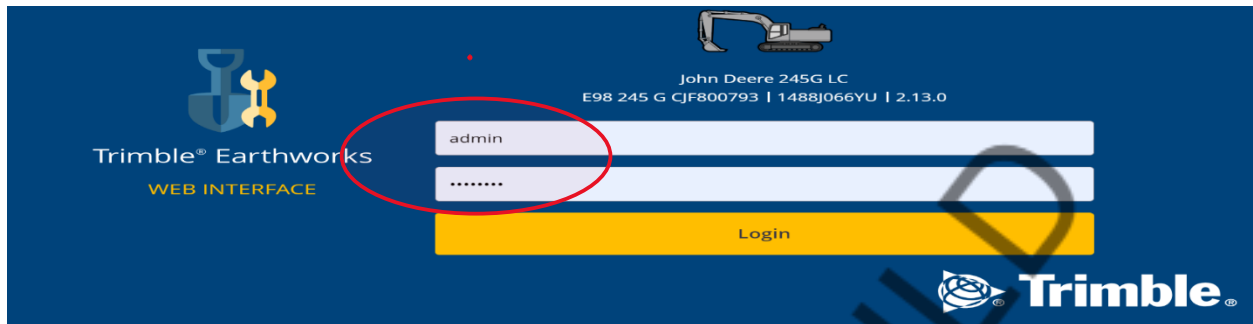 John Deere 245G LC
E98 245 G CJF800793 | 1488J066YU | 2.13.0
Trimble® Earthworks
WEB INTERFACE
admin
••••••••
Login
Trimble®